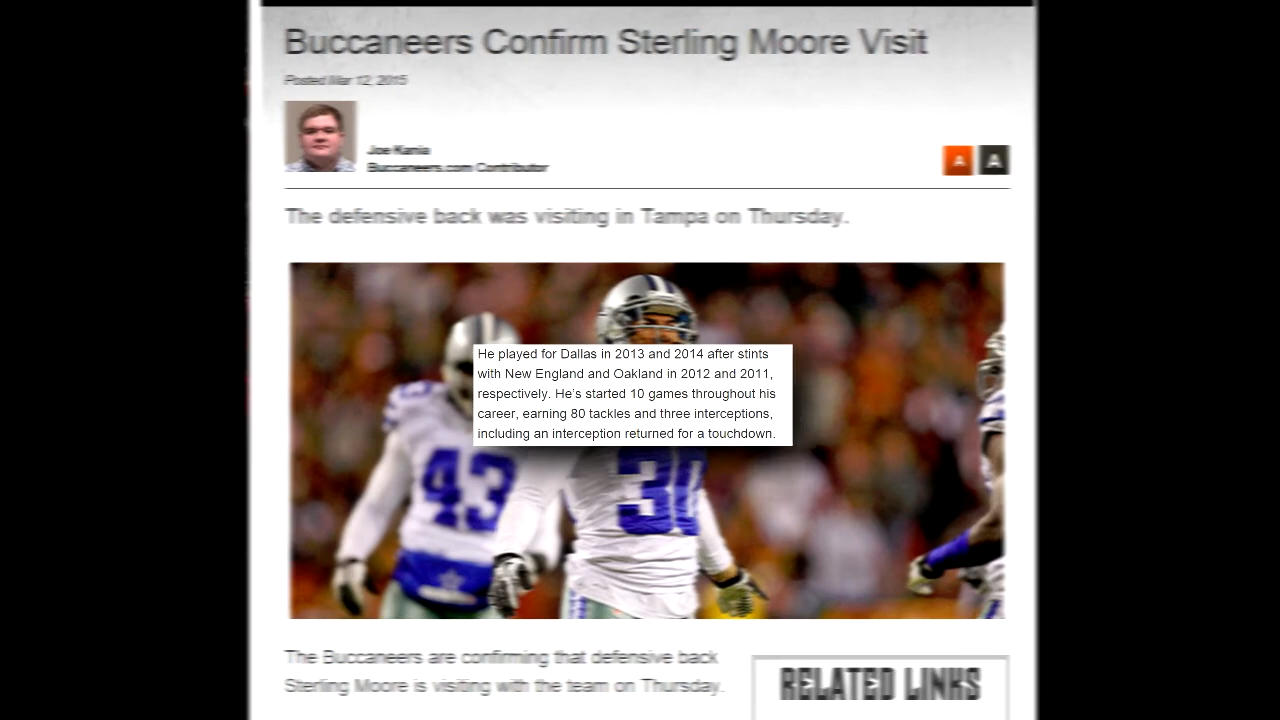 Buccaneers Confirm Sterling Moore Visit
Posted Mar 12, 2015
Joe Kania
Buccaneers.com Contributor
A A
The defensive back was visiting in Tampa on Thursday.
He played for Dallas in 2013 and 2014 after stints
with New England and Oakland in 2012 and 2011,
respectively. He's started 10 games throughout his
career, earning 80 tackles and three interceptions,
including an interception returned for a touchdown.
43
30
The Buccaneers are confirming that defensive back
Sterling Moore is visiting with the team on Thursday.
RELATED LINKS